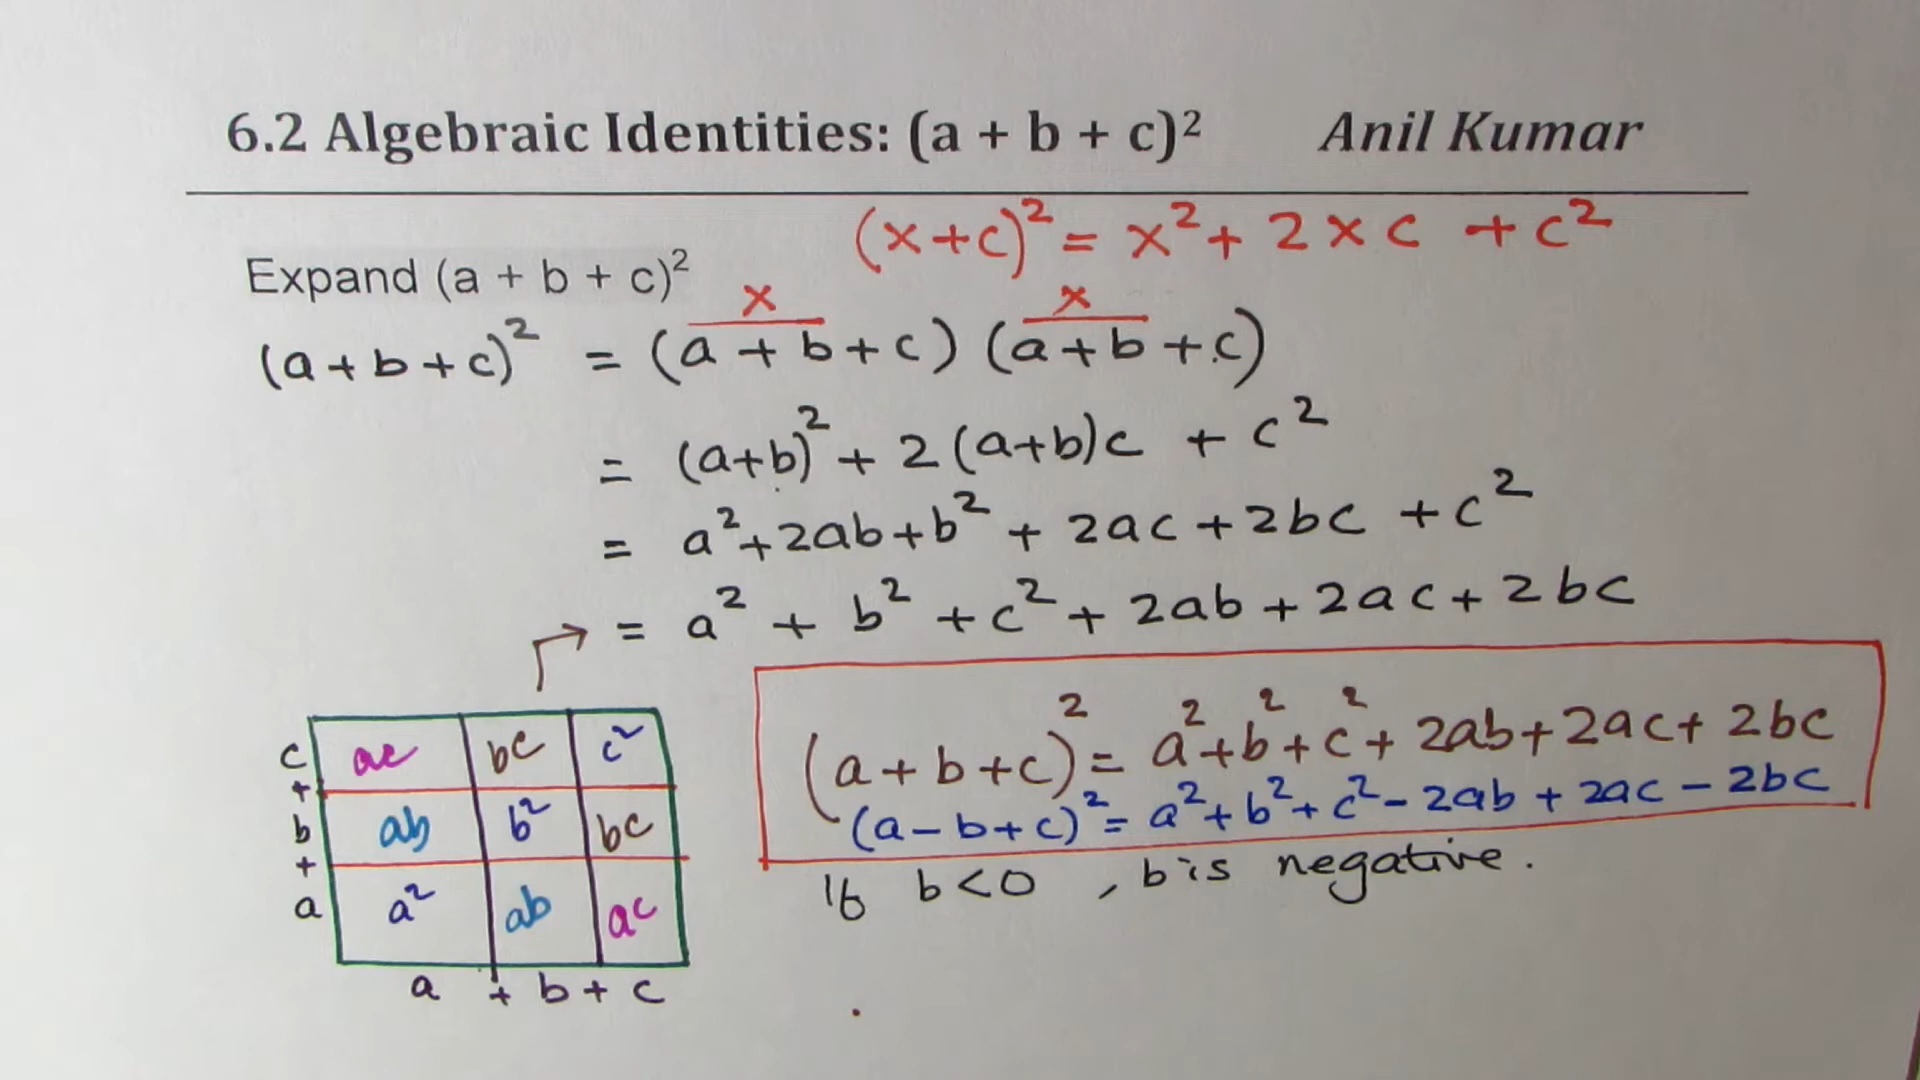 6.2 Algebraic Identities: (a + b + c)² Anil Kumar
(x+c)² = x² + 2xc + c²
Expand (a + b + c)²
x x
(a+b+c)² = (a+b+c) (a+b+c)
= (a+b)² + 2(a+b)c + c²
= a²+2ab+b² + 2ac+2bc + c²
= a² + b² + c² + 2ab + 2ac + 2bc
(a+b+c)² = a²+b²+c²+ 2ab+2ac+ 2bc
(a-b+c)² = a²+b²+c²-2ab+2ac-2bc
If b<0, b is negative.
c ac bc c²
+
b ab b² bc
+
a a² ab ac
a + b + c